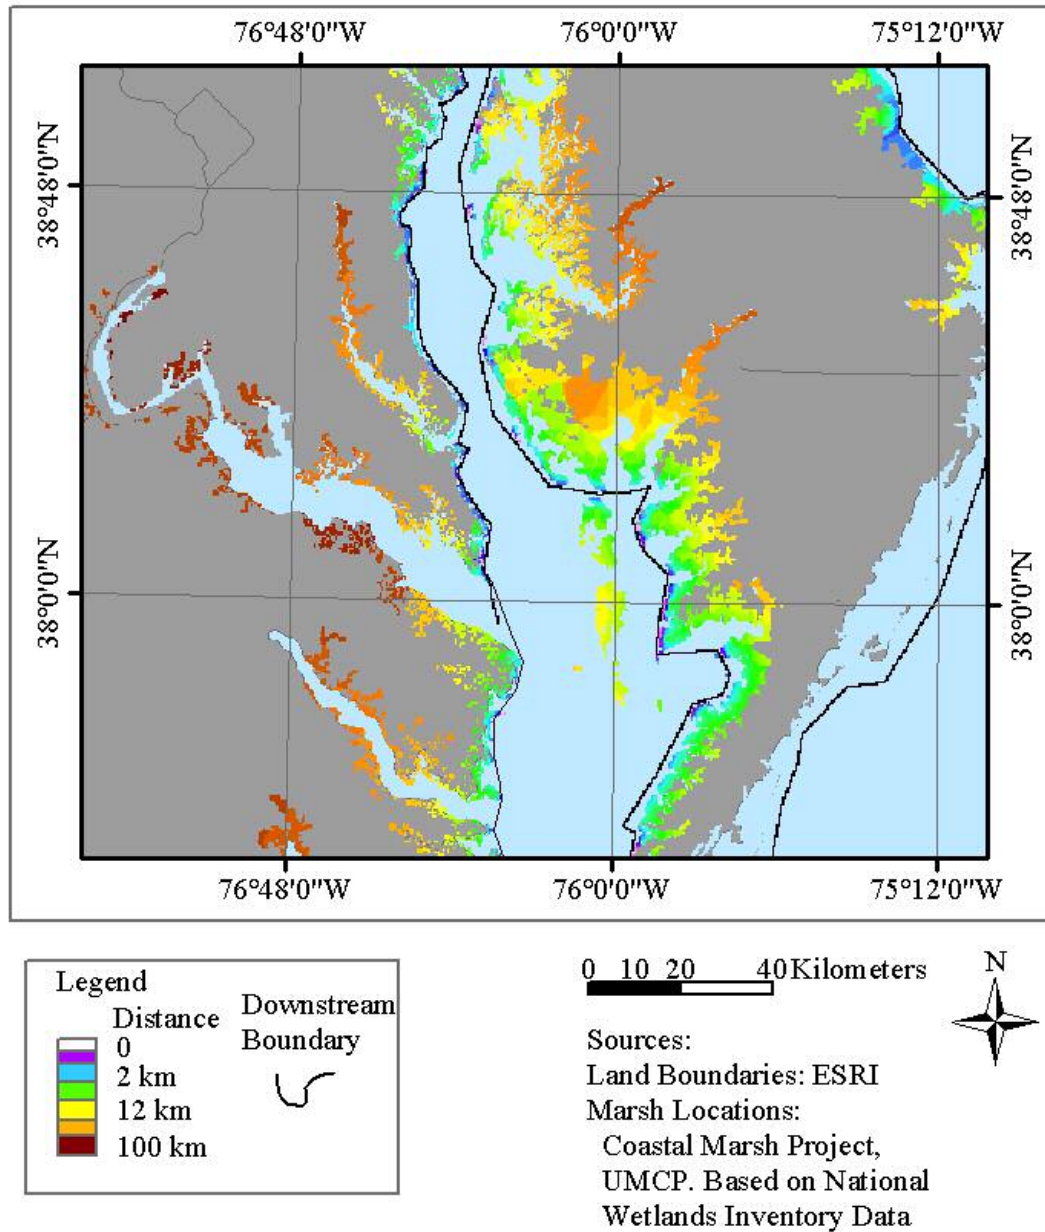 76°48'0"W 76°0'0"W 75°12'0"W
38°48'0"N
38°48'0"N
38°0'0"N
38°0'0"N
76°48'0"W 76°0'0"W 75°12'0"W
Legend
Distance
0
2 km
12 km
100 km
Downstream
Boundary
0 10 20 40 Kilometers
N
Sources:
Land Boundaries: ESRI
Marsh Locations:
Coastal Marsh Project,
UMCP. Based on National
Wetlands Inventory Data